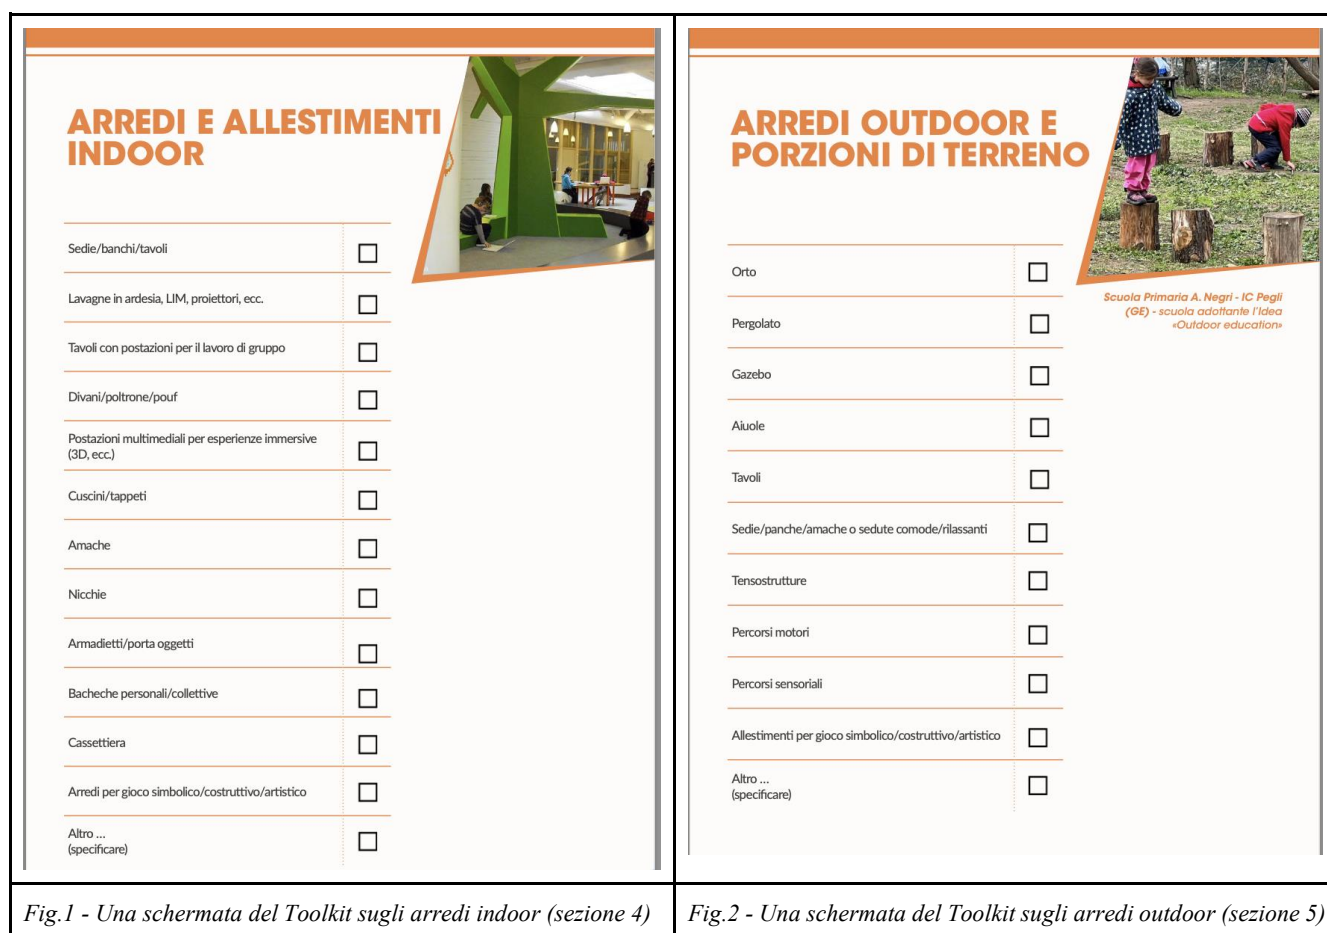 ARREDI E ALLESTIMENTI
INDOOR
Sedie/banchi/tavoli
Lavagne in ardesia, LIM, proiettori, ecc.
Tavoli con postazioni per il lavoro di gruppo
Divani/poltrone/pouf
Postazioni multimediali per esperienze immersive
(3D, ecc.)
Cuscini/tappeti
Amache
Nicchie
Armadietti/porta oggetti
Bacheche personali/collettive
Cassettiera
Arredi per gioco simbolico/costruttivo/artistico
Altro ...
(specificare)
Fig.1 - Una schermata del Toolkit sugli arredi indoor (sezione 4)
ARREDI OUTDOOR E
PORZIONI DI TERRENO
Scuola Primaria A. Negri - IC Pegli
(GE) - scuola adottante l'Idea
«Outdoor education»
Orto
Pergolato
Gazebo
Aiuole
Tavoli
Sedie/panche/amache o sedute comode/rilassanti
Tensostrutture
Percorsi motori
Percorsi sensoriali
Allestimenti per gioco simbolico/costruttivo/artistico
Altro ...
(specificare)
Fig.2 - Una schermata del Toolkit sugli arredi outdoor (sezione 5)